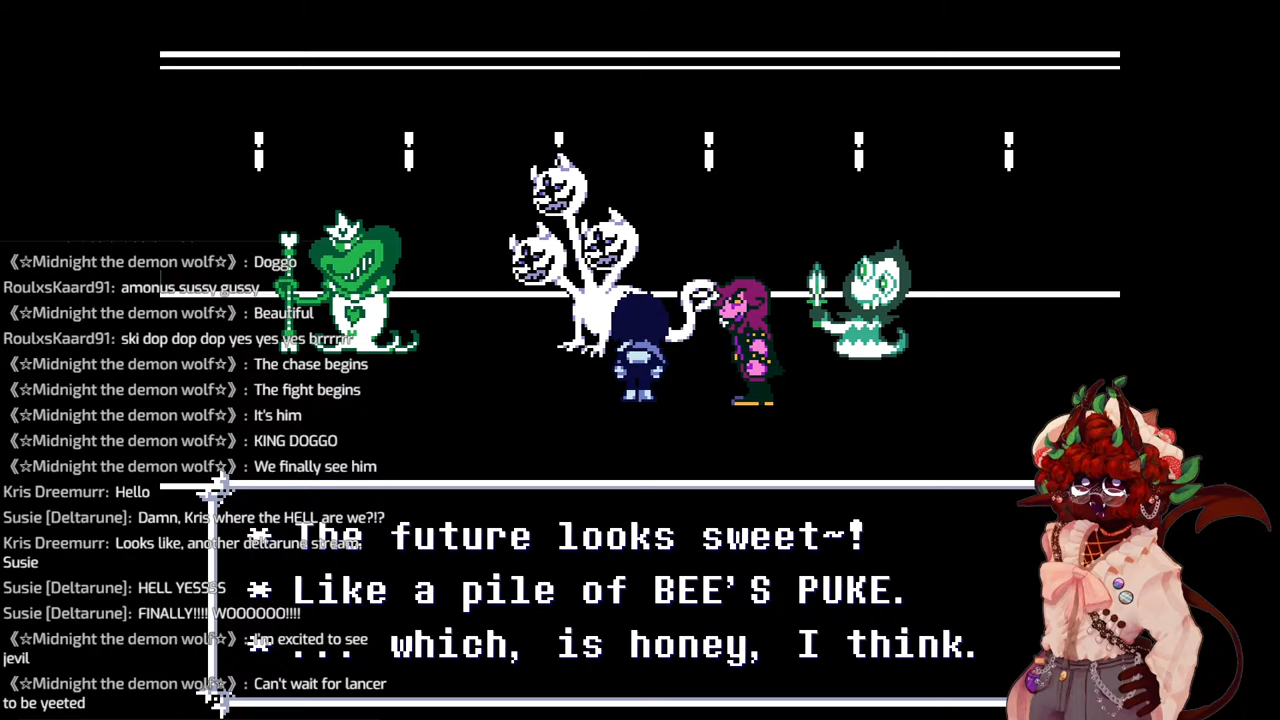 《☆Midnight the demon wolf☆》: Doggo
RoulxsKaard91: amonus sussy gussy
《☆Midnight the demon wolf☆》: Beautiful
RoulxsKaard91: ski dop dop dop yes yes yes brrrrrr
《☆Midnight the demon wolf☆》: The chase begins
《☆Midnight the demon wolf☆》: The fight begins
《☆Midnight the demon wolf☆》: It's him
《☆Midnight the demon wolf☆》: KING DOGGO
《☆Midnight the demon wolf☆》: We finally see him
Kris Dreemurr: Hello
Susie [Deltarune]: Damn, Kris where the HELL are we?!?
Kris Dreemurr: Looks like, another deltarune stream,
Susie
Susie [Deltarune]: HELL YESSSS
Susie [Deltarune]: FINALLY!!!! WOOOOOO!!!!
《☆Midnight the demon wolf☆》: I'm excited to see
jevil
《☆Midnight the demon wolf☆》: Can't wait for lancer
to be yeeted
* The future looks sweet~!
* Like a pile of BEE'S PUKE.
* ... which, is honey, I think.